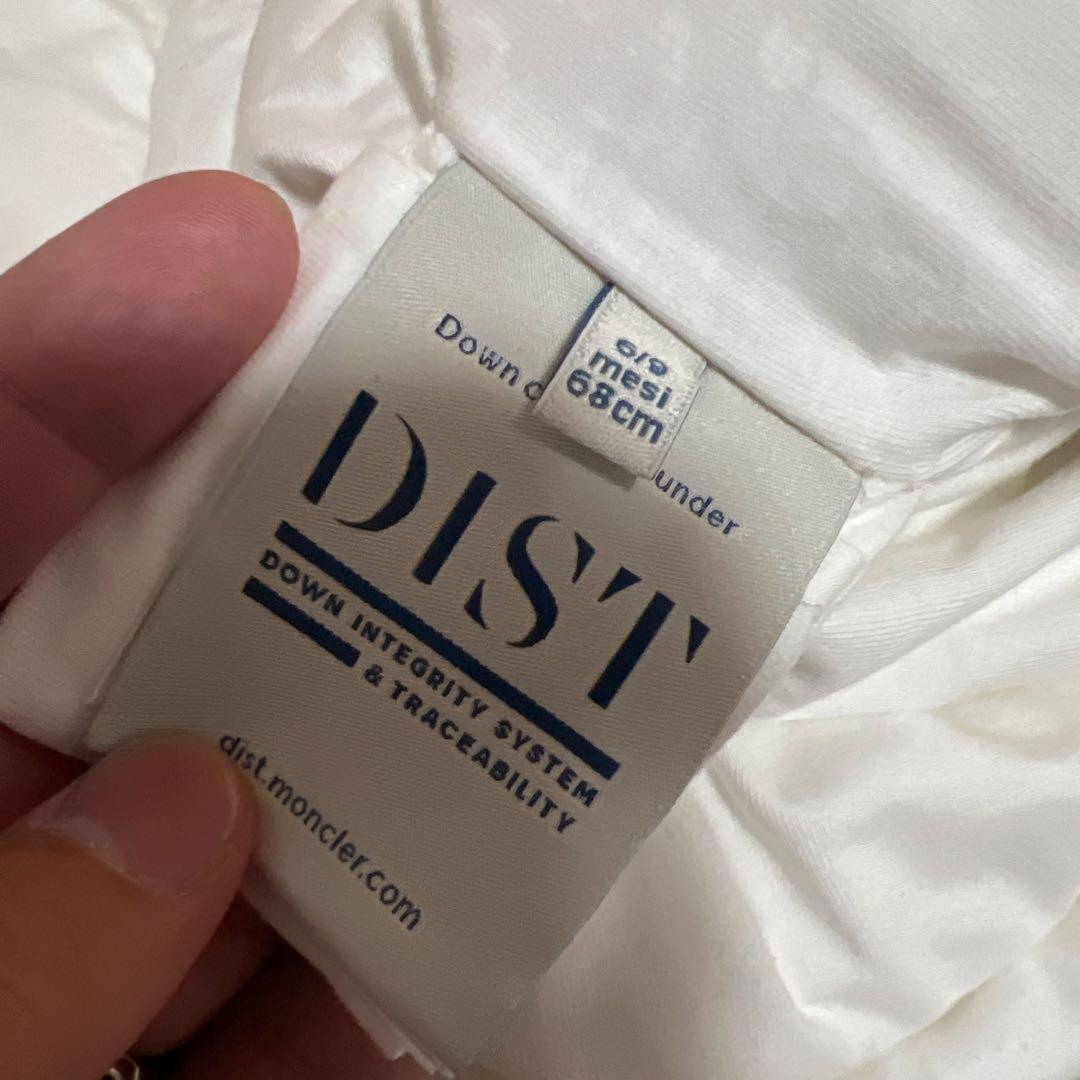 6/9
mesi
68cm
Down
under
DIST
DOWN INTEGRITY SYSTEM
& TRACEABILITY
dist.moncler.com